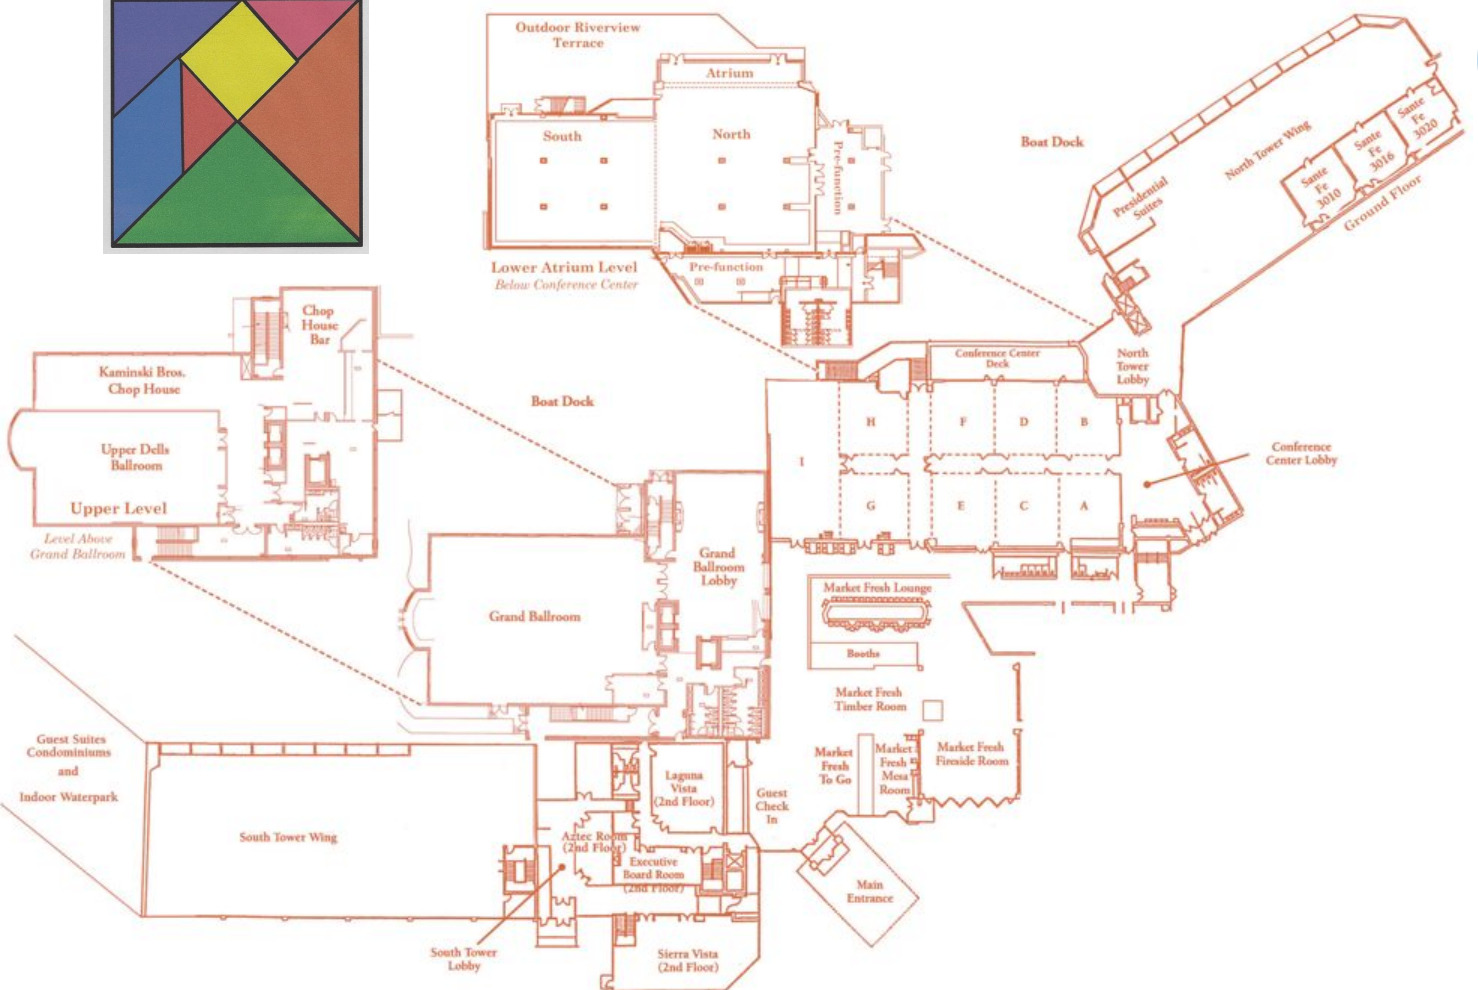 Outdoor Riverview
Terrace
Atrium
South
North
Pre-function
Pre-function
Lower Atrium Level
Below Conference Center
Boat Dock
North Tower Wing
Presidential
Suites
Sante
Fe
3010
Sante
Fe
3016
Sante
Fe
3020
Ground Floor
Chop
House
Bar
Kaminski Bros.
Chop House
Upper Dells
Ballroom
Upper Level
Level Above
Grand Ballroom
Boat Dock
Conference Center
Deck
North
Tower
Lobby
H
F
D
B
I
G
E
C
A
Conference
Center Lobby
Grand
Ballroom
Lobby
Grand Ballroom
Market Fresh Lounge
Booths
Market Fresh
Timber Room
Market
Fresh
To Go
Market
Fresh
Mesa
Room
Market Fresh
Fireside Room
Guest Suites
Condominiums
and
Indoor Waterpark
South Tower Wing
Laguna
Vista
(2nd Floor)
Guest
Check
In
Aztec Room
(2nd Floor)
Executive
Board Room
(2nd Floor)
Main
Entrance
South Tower
Lobby
Sierra Vista
(2nd Floor)